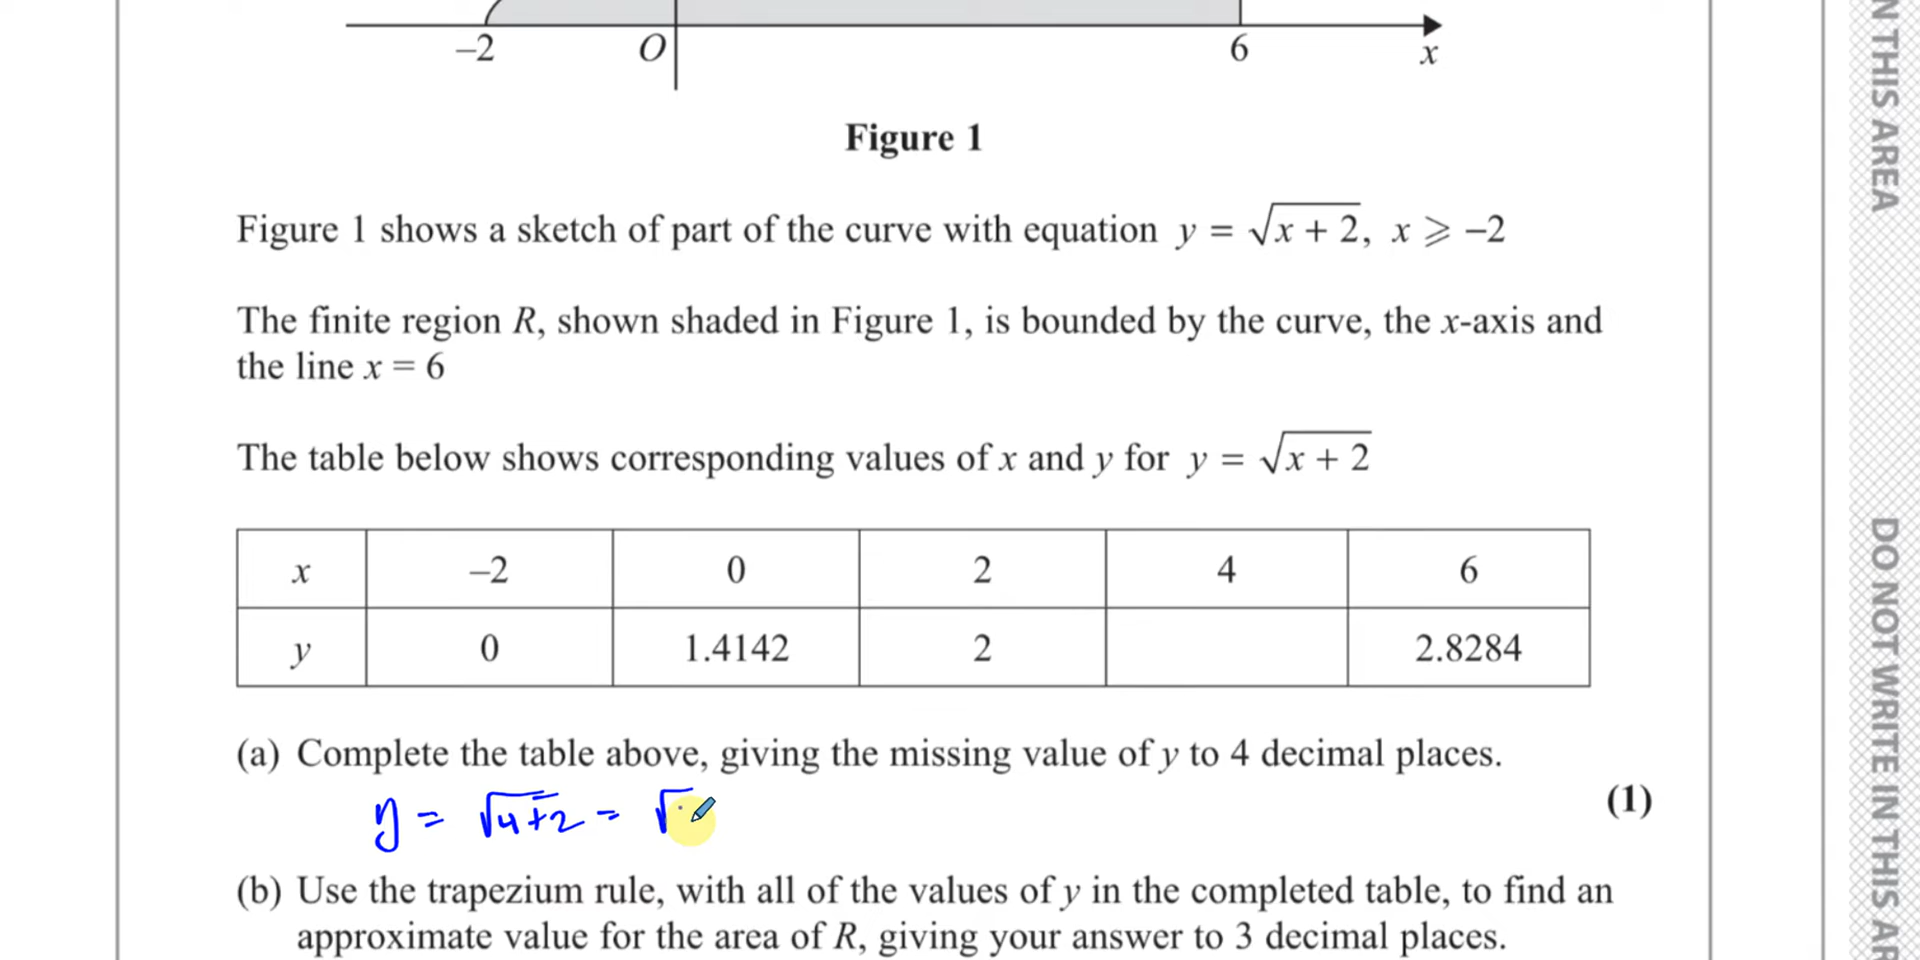 –2 O 6 x
Figure 1
Figure 1 shows a sketch of part of the curve with equation y = √x + 2, x ⩾ –2
The finite region R, shown shaded in Figure 1, is bounded by the curve, the x-axis and
the line x = 6
The table below shows corresponding values of x and y for y = √x + 2
x –2 0 2 4 6
y 0 1.4142 2 2.8284
(a) Complete the table above, giving the missing value of y to 4 decimal places.
(1)
y = √4+2 = √
(b) Use the trapezium rule, with all of the values of y in the completed table, to find an
approximate value for the area of R, giving your answer to 3 decimal places.
N THIS AREA
DO NOT WRITE IN THIS AR